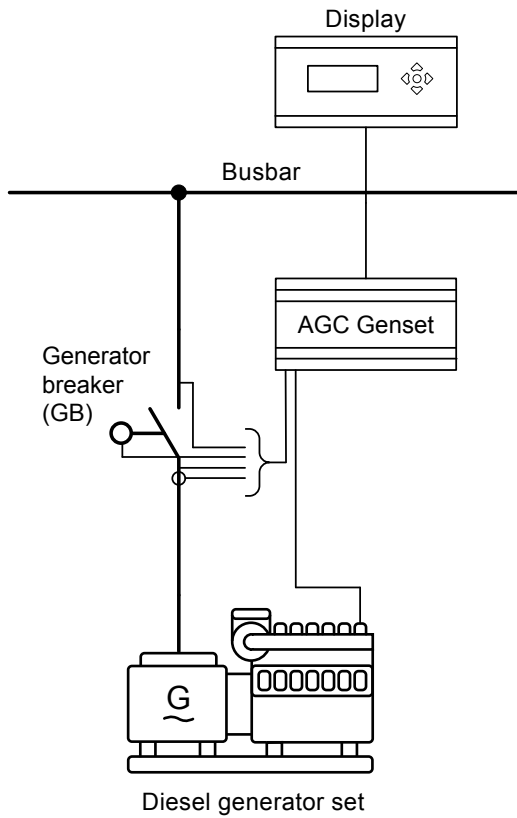 Display
Busbar
AGC Genset
Generator
breaker
(GB)
G
Diesel generator set